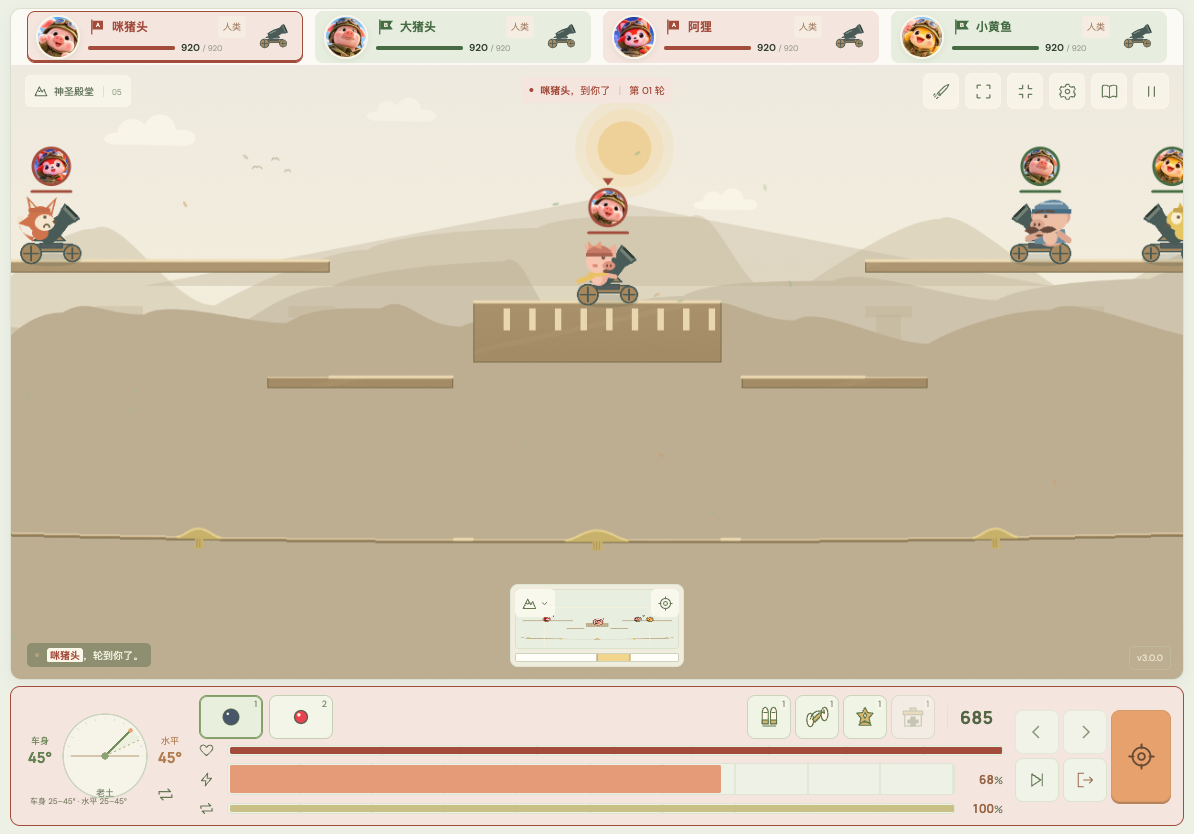 A 咪猪头 人类
920 / 920
B 大猪头 人类
920 / 920
A 阿狸 人类
920 / 920
B 小黄鱼 人类
920 / 920
神圣殿堂 05
咪猪头，到你了 第 01 轮
咪猪头，轮到你了。
v3.0.0
车身
45°
水平
45°
老土
车身 25–45° · 水平 25–45°
1
2
1
1
1
1
685
68%
100%